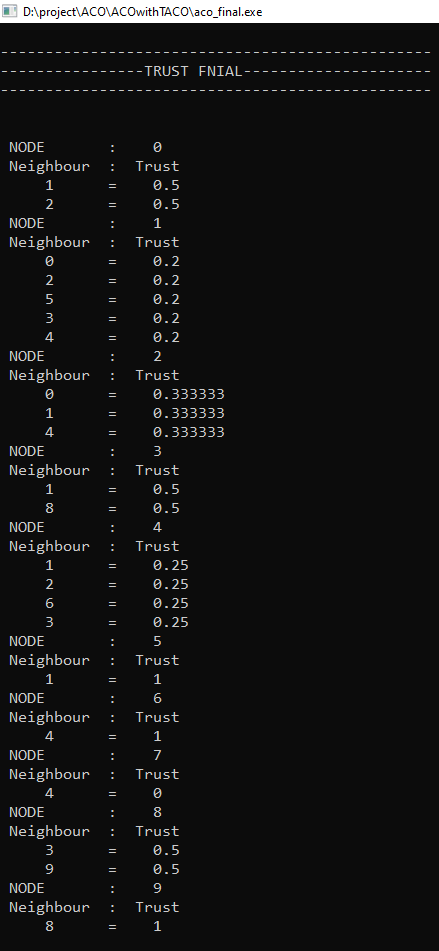 D:\project\ACO\ACOwithTACO\aco_final.exe
------------------------------------------------
----------------TRUST FNIAL---------------------
------------------------------------------------
NODE : 0
Neighbour : Trust
1 = 0.5
2 = 0.5
NODE : 1
Neighbour : Trust
0 = 0.2
2 = 0.2
5 = 0.2
3 = 0.2
4 = 0.2
NODE : 2
Neighbour : Trust
0 = 0.333333
1 = 0.333333
4 = 0.333333
NODE : 3
Neighbour : Trust
1 = 0.5
8 = 0.5
NODE : 4
Neighbour : Trust
1 = 0.25
2 = 0.25
6 = 0.25
3 = 0.25
NODE : 5
Neighbour : Trust
1 = 1
NODE : 6
Neighbour : Trust
4 = 1
NODE : 7
Neighbour : Trust
4 = 0
NODE : 8
Neighbour : Trust
3 = 0.5
9 = 0.5
NODE : 9
Neighbour : Trust
8 = 1